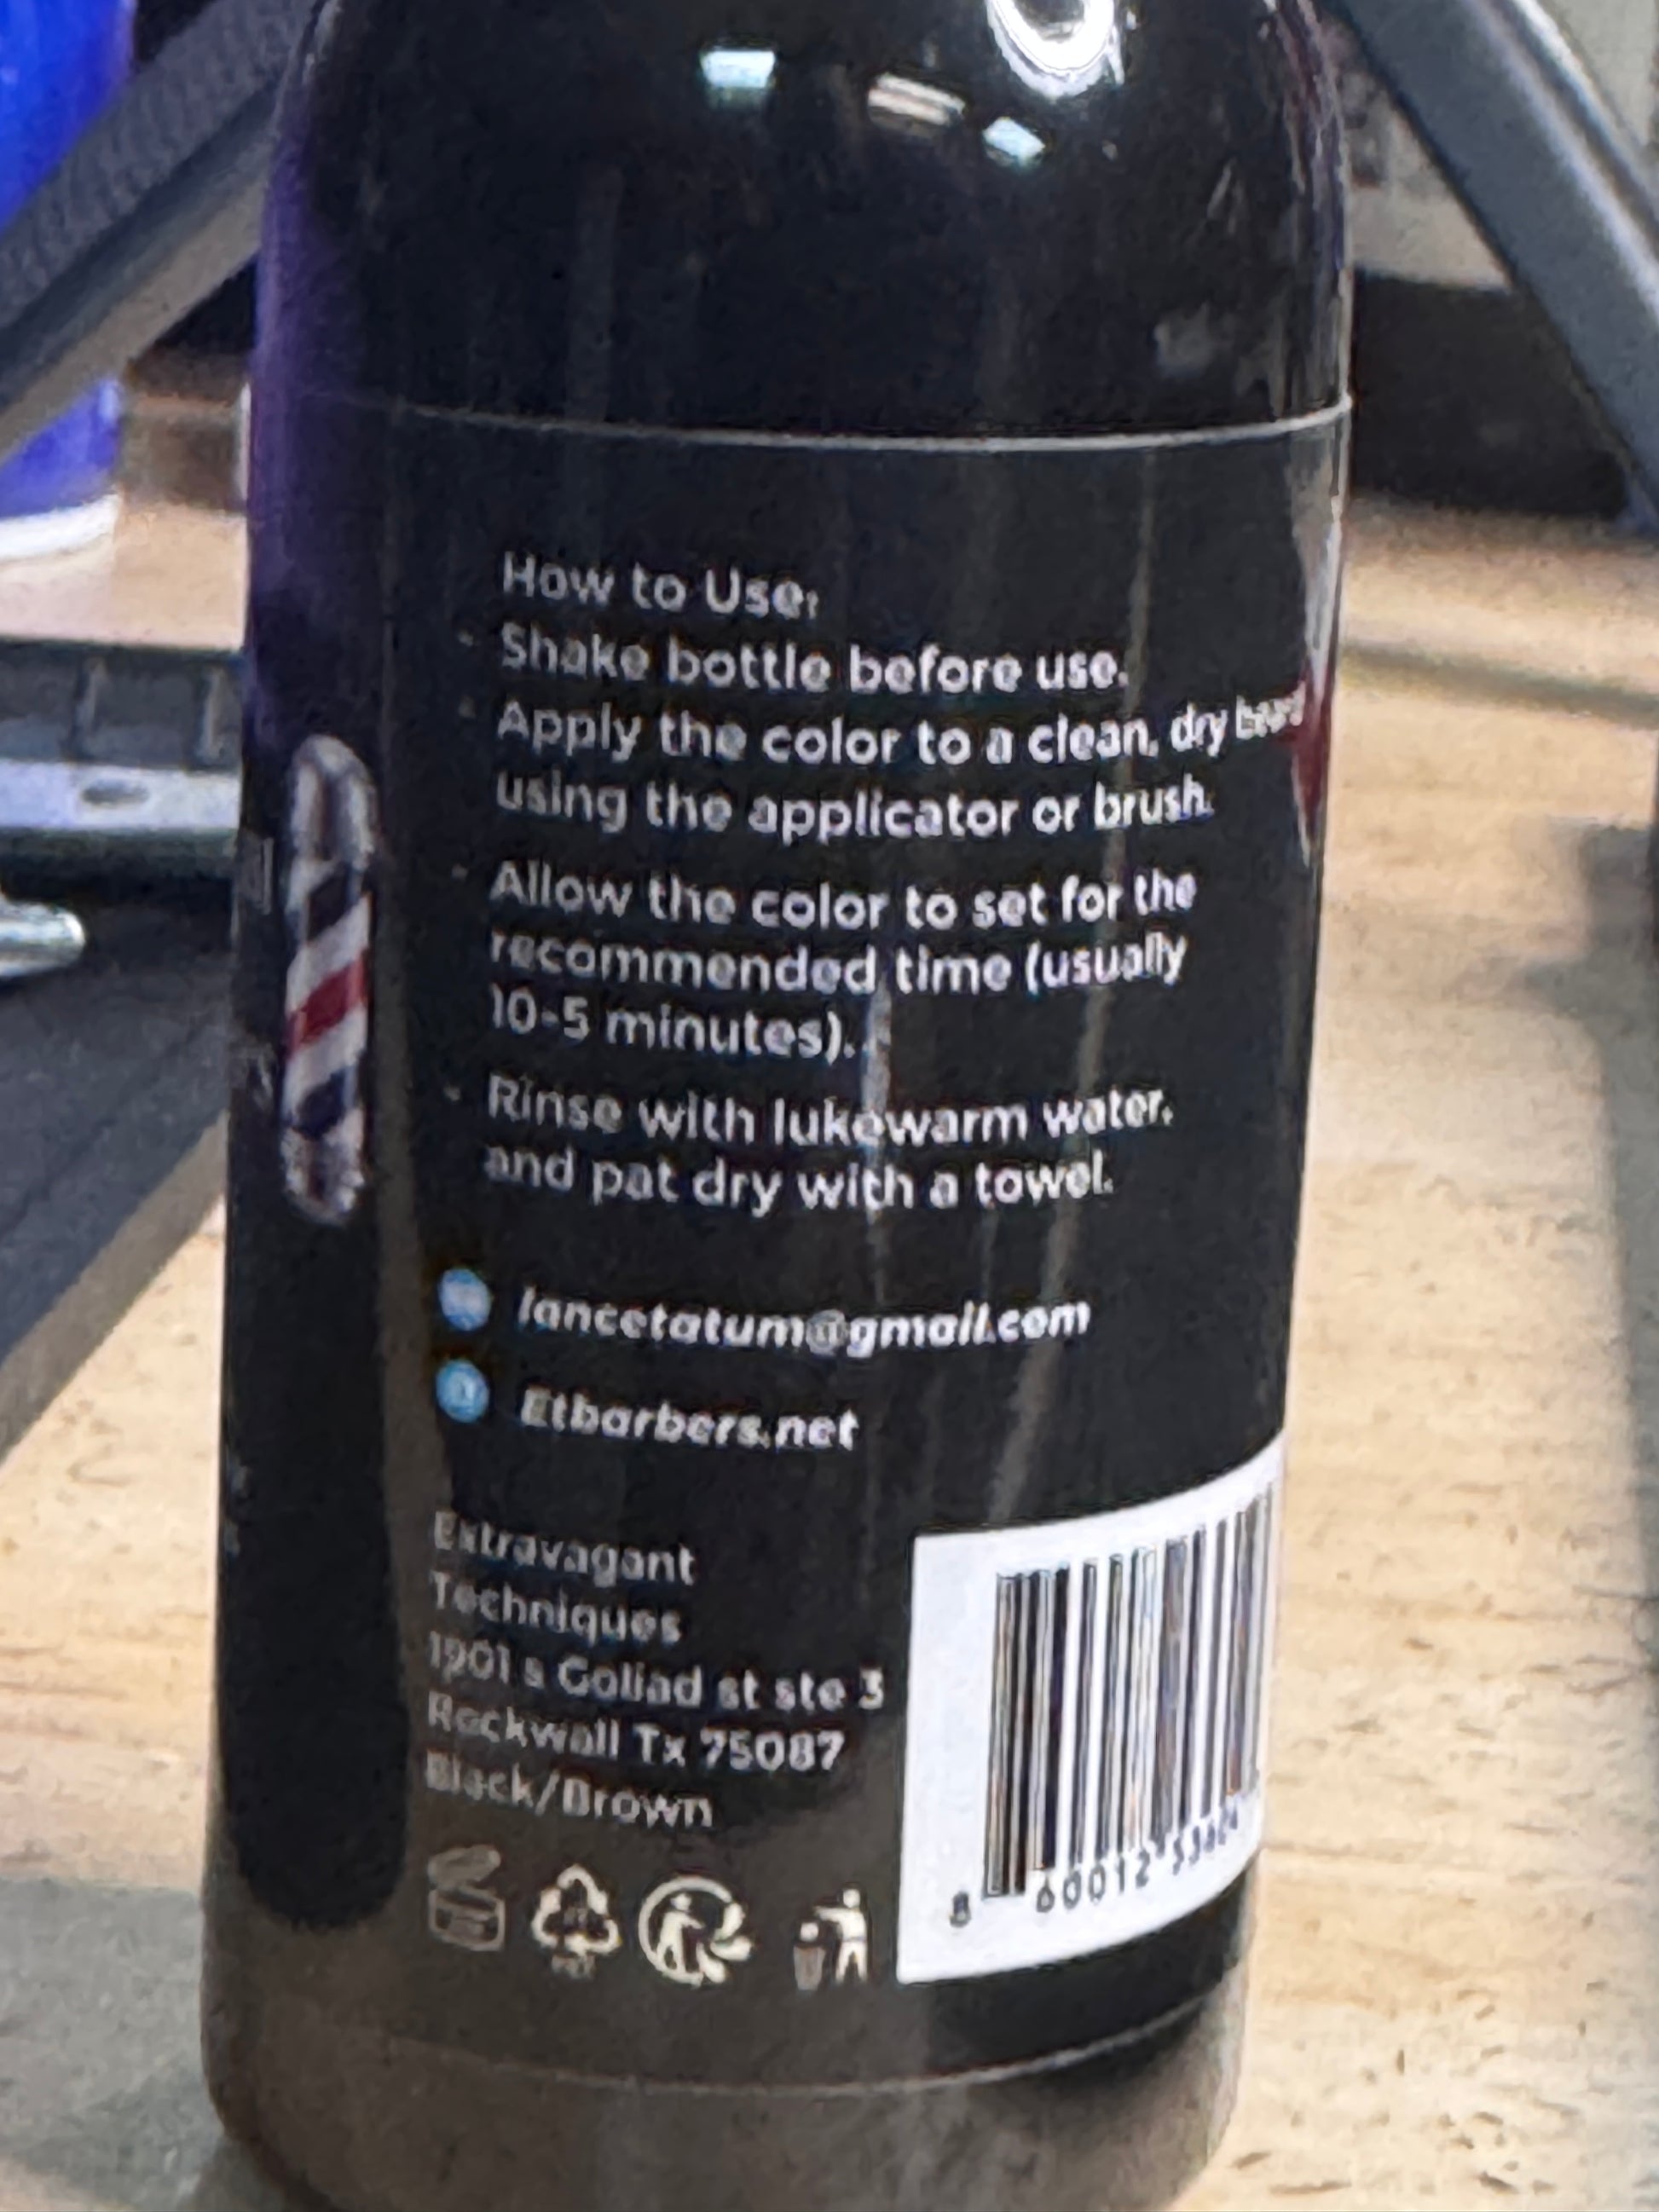 How to Use:
- Shake bottle before use.
- Apply the color to a clean, dry beard
using the applicator or brush.
- Allow the color to set for the
recommended time (usually
10-5 minutes).
- Rinse with lukewarm water,
and pat dry with a towel.
lancetatum@gmail.com
Etbarbers.net
Extravagant
Techniques
1901 s Goliad st ste 3
Rockwall Tx 75087
Black/Brown
8 60012